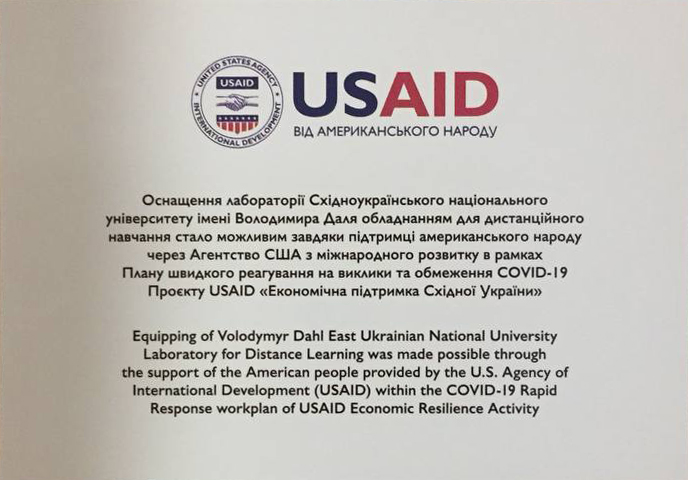 UNITED STATES AGENCY
USAID
INTERNATIONAL DEVELOPMENT
USAID
ВІД АМЕРИКАНСЬКОГО НАРОДУ
Оснащення лабораторії Східноукраїнського національного
університету імені Володимира Даля обладнанням для дистанційного
навчання стало можливим завдяки підтримці американського народу
через Агентство США з міжнародного розвитку в рамках
Плану швидкого реагування на виклики та обмеження COVID-19
Проєкту USAID «Економічна підтримка Східної України»
Equipping of Volodymyr Dahl East Ukrainian National University
Laboratory for Distance Learning was made possible through
the support of the American people provided by the U.S. Agency of
International Development (USAID) within the COVID-19 Rapid
Response workplan of USAID Economic Resilience Activity